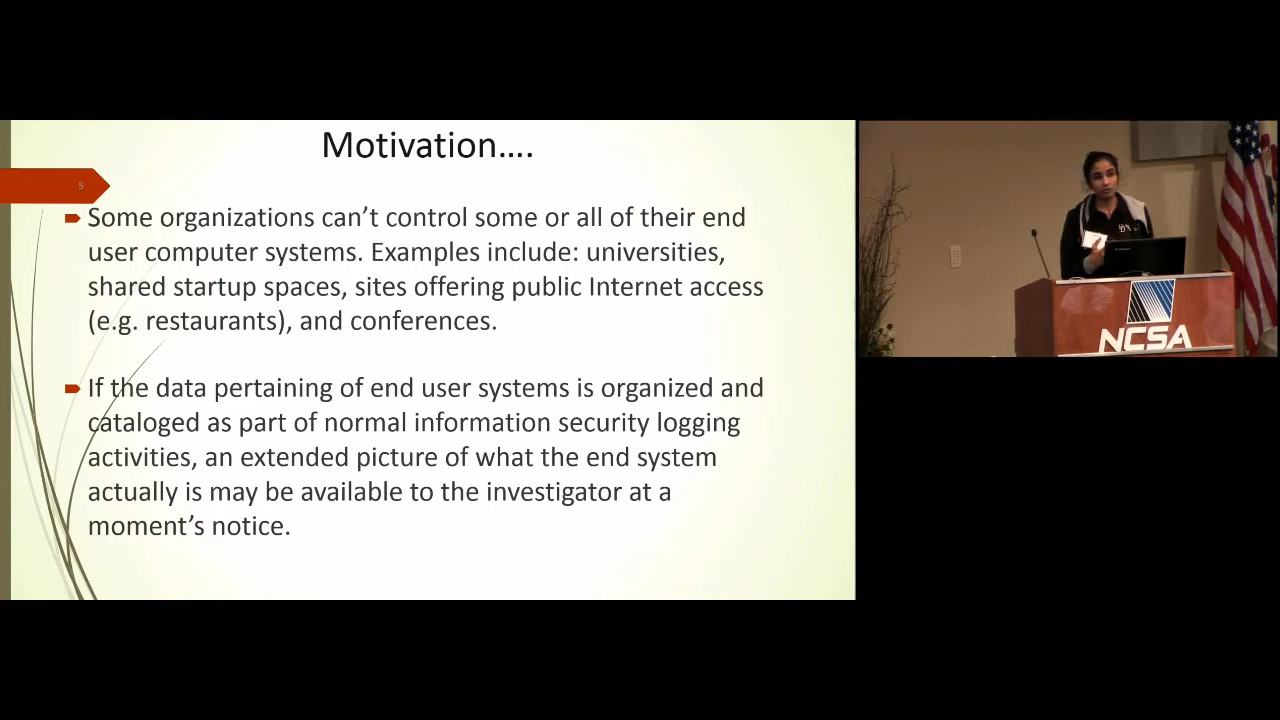 Motivation….
5
Some organizations can’t control some or all of their end
user computer systems. Examples include: universities,
shared startup spaces, sites offering public Internet access
(e.g. restaurants), and conferences.
If the data pertaining of end user systems is organized and
cataloged as part of normal information security logging
activities, an extended picture of what the end system
actually is may be available to the investigator at a
moment’s notice.
NCSA